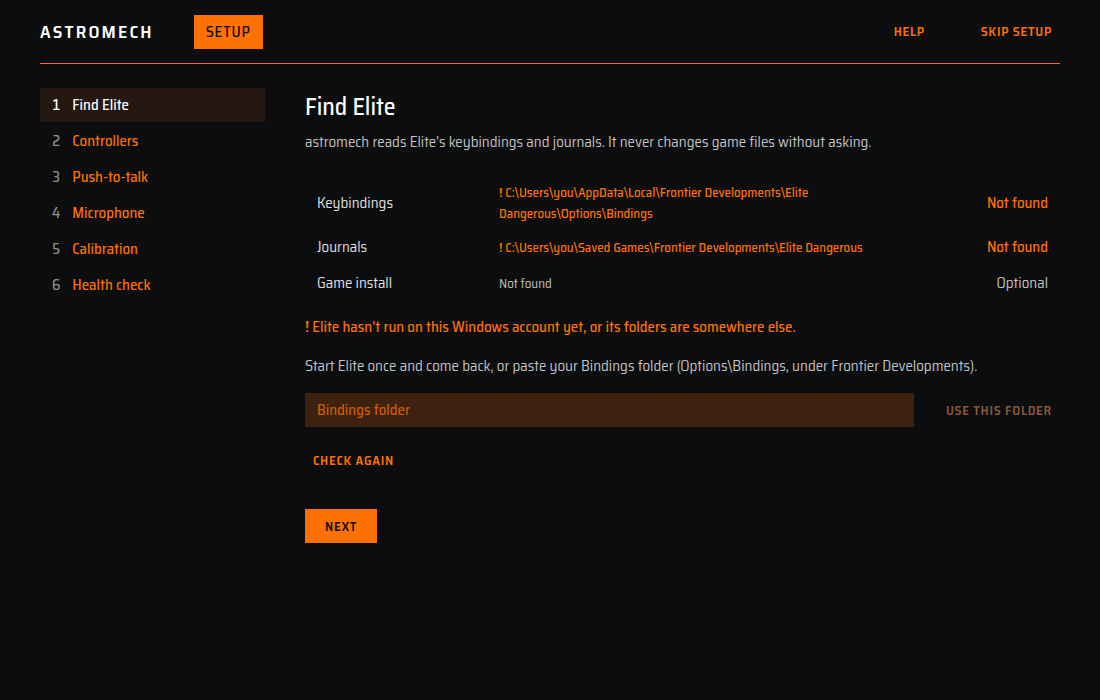 ASTROMECH
SETUP
HELP
SKIP SETUP
1 Find Elite
2 Controllers
3 Push-to-talk
4 Microphone
5 Calibration
6 Health check
Find Elite
astromech reads Elite's keybindings and journals. It never changes game files without asking.
Keybindings
! C:\Users\you\AppData\Local\Frontier Developments\Elite
Dangerous\Options\Bindings
Not found
Journals
! C:\Users\you\Saved Games\Frontier Developments\Elite Dangerous
Not found
Game install
Not found
Optional
! Elite hasn't run on this Windows account yet, or its folders are somewhere else.
Start Elite once and come back, or paste your Bindings folder (Options\Bindings, under Frontier Developments).
Bindings folder
USE THIS FOLDER
CHECK AGAIN
NEXT